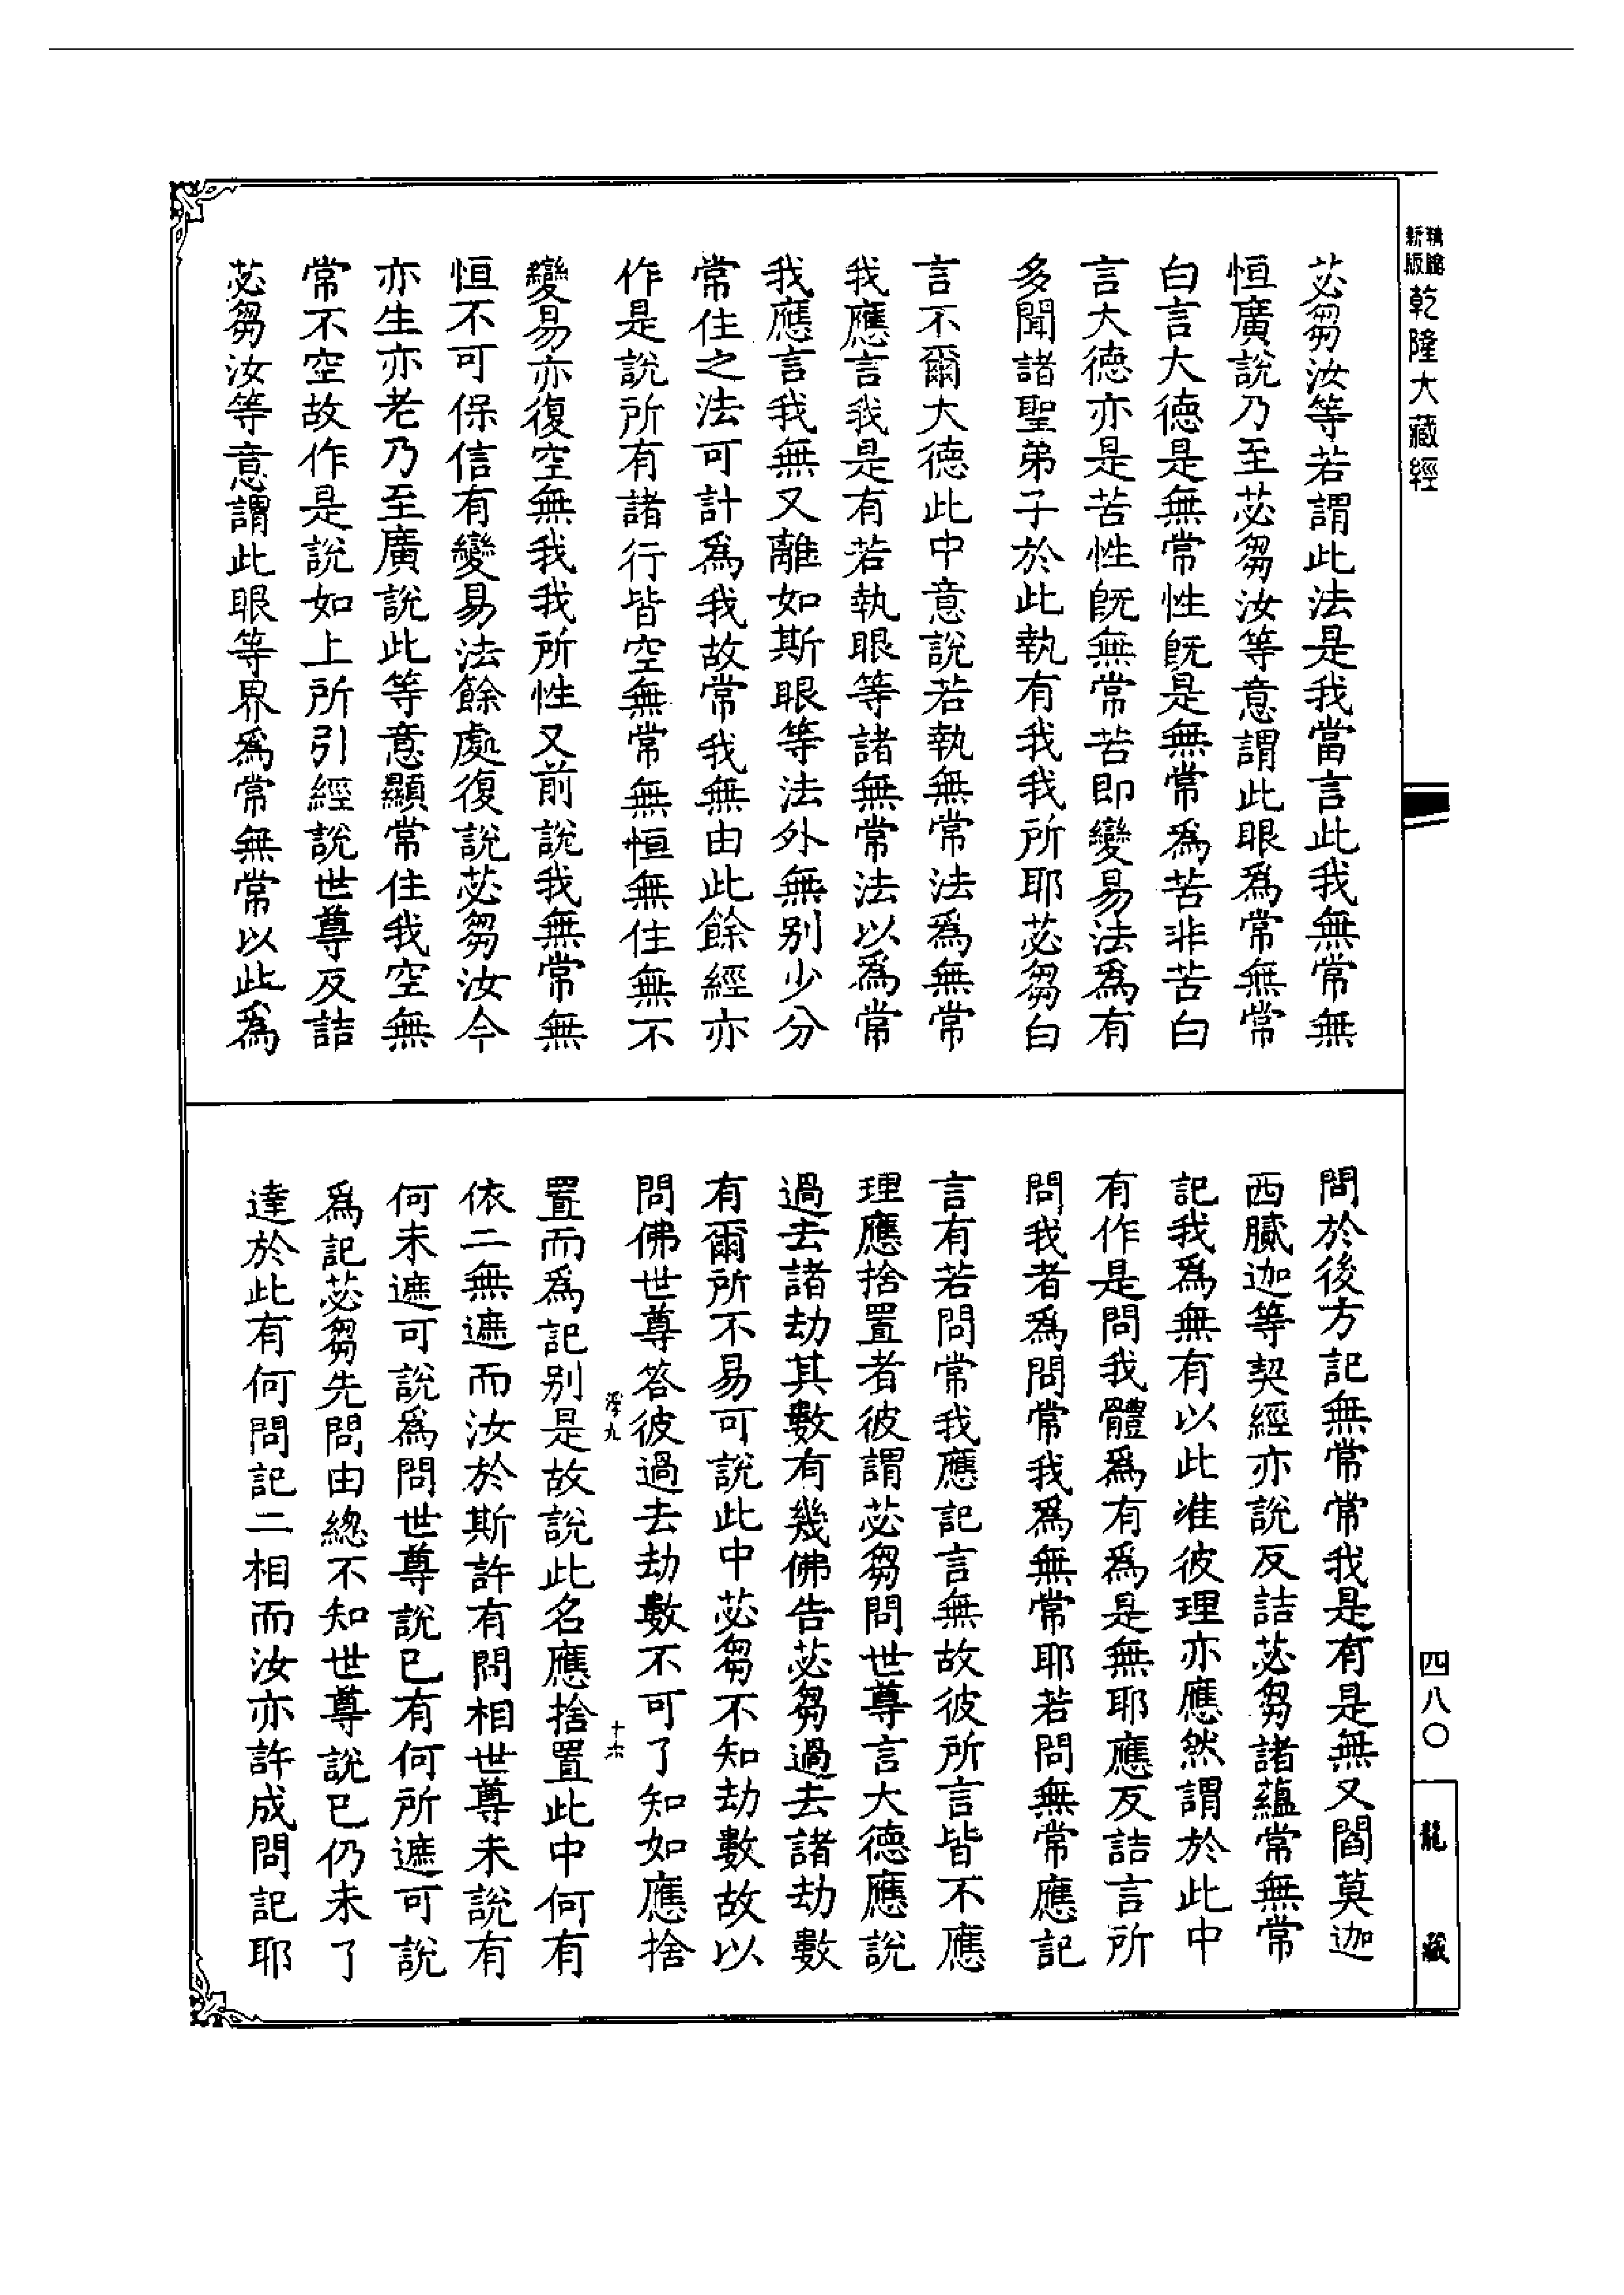 精縮新版乾隆大藏經
苾芻汝等若謂此法是我當言此我無常無
恒廣說乃至苾芻汝等意謂此眼爲常無常
白言大德是無常性既是無常爲苦非苦白
言大德亦是苦性既無常苦即變易法爲有
多聞諸聖弟子於此執有我我所耶苾芻白
言不爾大德此中意說若執無常法爲無常
我應言我是有若執眼等諸無常法以爲常
我應言我無又離如斯眼等法外無别少分
常住之法可計爲我故常我無由此餘經亦
作是說所有諸行皆空無常無恒無住無不
變易亦復空無我我所性又前說我無常無
恒不可保信有變易法餘處復說苾芻汝今
亦生亦老乃至廣說此等意顯常住我空無
常不空故作是說如上所引經說世尊反詰
苾芻汝等意謂此眼等界爲常無常以此爲
問於後方記無常常我是有是無又閻莫迦
西臈迦等契經亦說反詰苾芻諸蘊常無常
記我爲無有以此准彼理亦應然謂於此中
有作是問我體爲有爲是無耶應反詰言所
問我者爲問常我爲無常耶若問無常應記
言有若問常我應記言無故彼所言皆不應
理應捨置者彼謂苾芻問世尊言大德應說
過去諸劫其數有幾佛告苾芻過去諸劫數
有爾所不易可說此中苾芻不知劫數故以
問佛世尊答彼過去劫數不可了知如應捨
置而爲記别是故說此名應捨置此中何有
依二無遮而汝於斯許有問相世尊未說有
何未遮可說爲問世尊說已有何所遮可說
爲記苾芻先問由總不知世尊說已仍未了
達於此有何問記二相而汝亦許成問記耶
十六
四八〇
龍藏